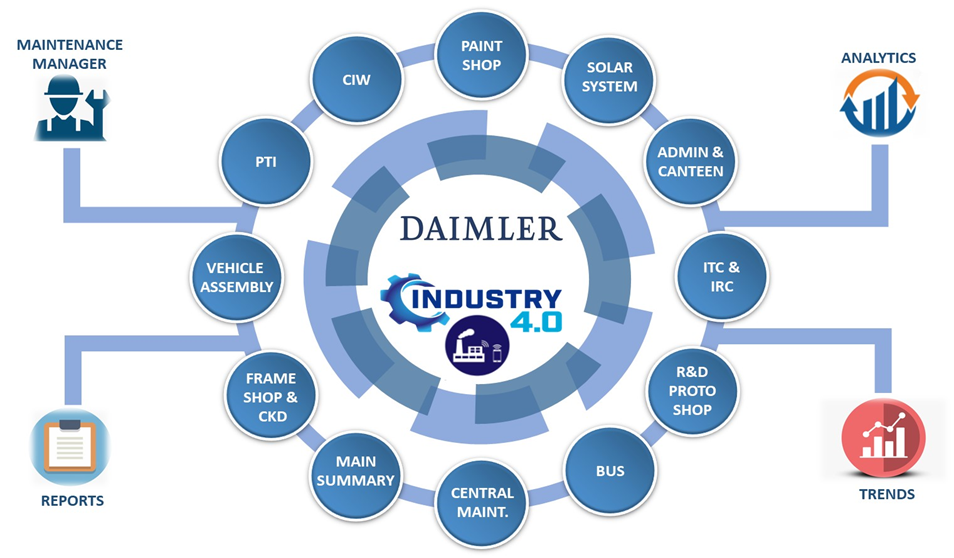 MAINTENANCE
MANAGER
ANALYTICS
PAINT
SHOP
SOLAR
SYSTEM
ADMIN &
CANTEEN
ITC &
IRC
R&D
PROTO
SHOP
BUS
CENTRAL
MAINT.
MAIN
SUMMARY
FRAME
SHOP &
CKD
VEHICLE
ASSEMBLY
PTI
CIW
DAIMLER
INDUSTRY
4.0
REPORTS
TRENDS